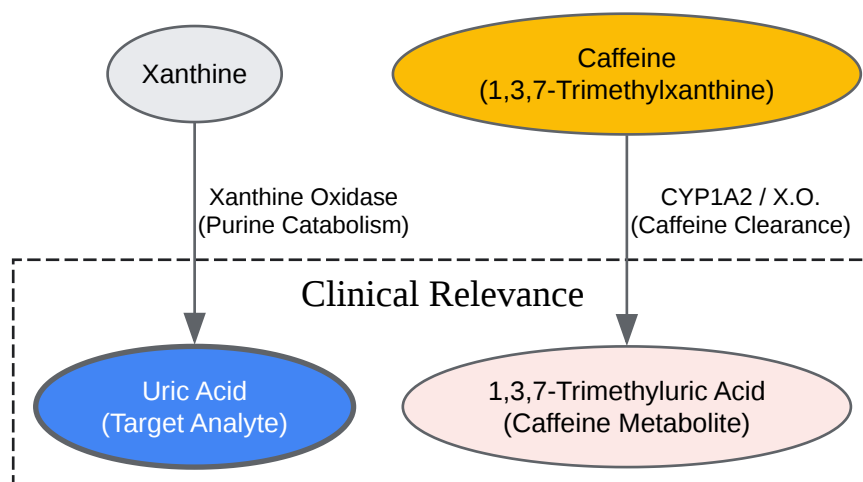 Xanthine
Caffeine
(1,3,7-Trimethylxanthine)
Xanthine Oxidase
(Purine Catabolism)
CYP1A2 / X.O.
(Caffeine Clearance)
Clinical Relevance
Uric Acid
(Target Analyte)
1,3,7-Trimethyluric Acid
(Caffeine Metabolite)